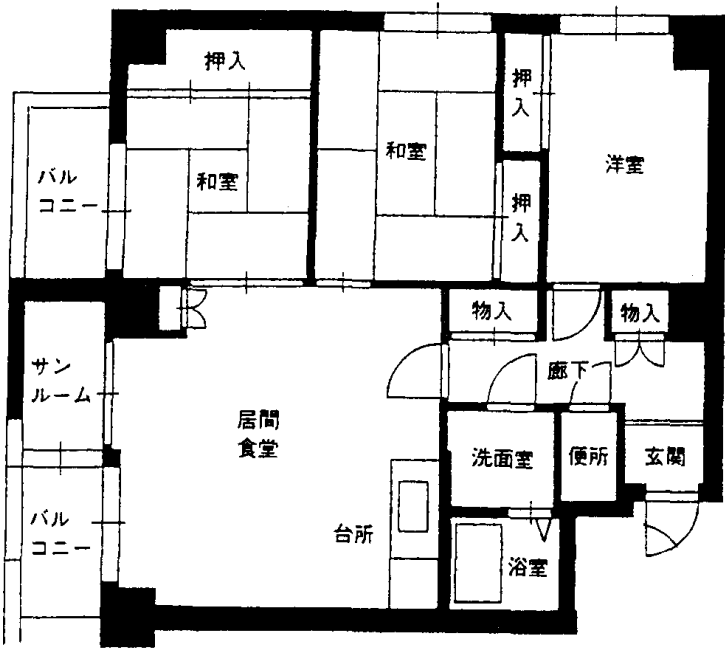 押入
押
入
和室
和室
洋室
バル
コニー
押
入
物入
物入
サン
ルーム
廊下
居間
食堂
洗面室
便所
玄関
バル
コニー
台所
浴室